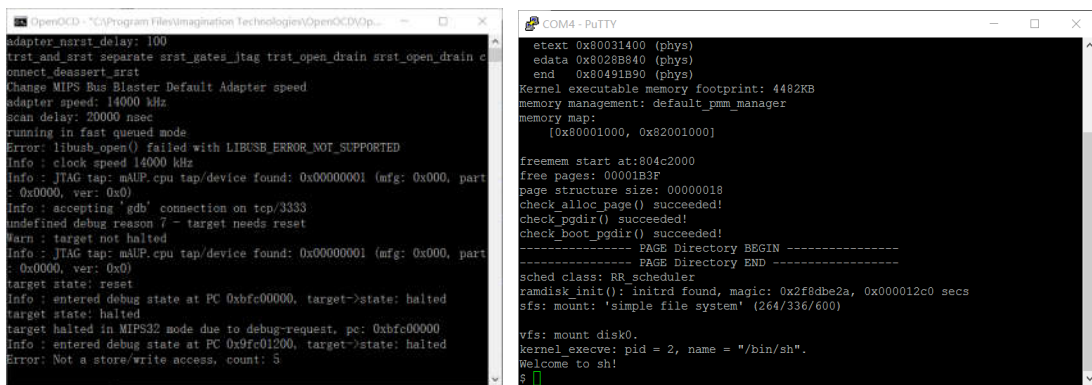 OpenOCD - "C:\Program Files\Imagination Technologies\OpenOCD\Op...
adapter_nsrst_delay: 100
trst_and_srst separate srst_gates_jtag trst_open_drain srst_open_drain c
onnect_deassert_srst
Change MIPS Bus Blaster Default Adapter speed
adapter speed: 14000 kHz
scan delay: 20000 nsec
running in fast queued mode
Error: libusb_open() failed with LIBUSB_ERROR_NOT_SUPPORTED
Info : clock speed 14000 kHz
Info : JTAG tap: mAUP.cpu tap/device found: 0x00000001 (mfg: 0x000, part
: 0x0000, ver: 0x0)
Info : accepting 'gdb' connection on tcp/3333
undefined debug reason 7 - target needs reset
Warn : target not halted
Info : JTAG tap: mAUP.cpu tap/device found: 0x00000001 (mfg: 0x000, part
: 0x0000, ver: 0x0)
target state: reset
Info : entered debug state at PC 0xbfc00000, target->state: halted
target state: halted
target halted in MIPS32 mode due to debug-request, pc: 0xbfc00000
Info : entered debug state at PC 0x9fc01200, target->state: halted
Error: Not a store/write access, count: 5
COM4 - PuTTY
etext 0x80031400 (phys)
edata 0x8028B840 (phys)
end 0x80491B90 (phys)
Kernel executable memory footprint: 4482KB
memory management: default_pmm_manager
memory map:
[0x80001000, 0x82001000]
freemem start at:804c2000
free pages: 00001B3F
page structure size: 00000018
check_alloc_page() succeeded!
check_pgdir() succeeded!
check_boot_pgdir() succeeded!
--------------- PAGE Directory BEGIN ---------------
--------------- PAGE Directory END -----------------
sched class: RR_scheduler
ramdisk_init(): initrd found, magic: 0x2f8dbe2a, 0x000012c0 secs
sfs: mount: 'simple file system' (264/336/600)
vfs: mount disk0.
kernel_execve: pid = 2, name = "/bin/sh".
Welcome to sh!
$